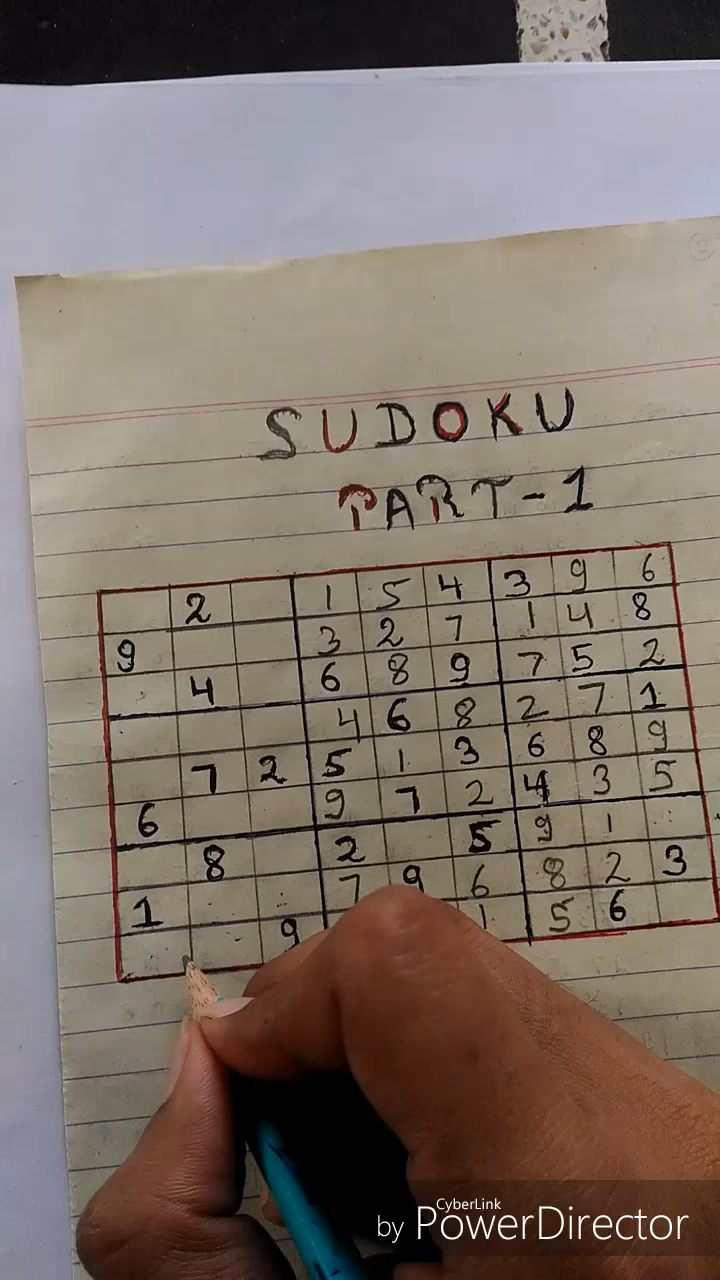 SUDOKU
PART-1
2 1 5 4 3 9 6
9 3 2 7 1 4 8
4 6 8 9 7 5 2
4 6 8 2 7 1
7 2 5 1 3 6 8 9
6 9 7 2 4 3 5
8 2 5 9 1
1 7 9 6 8 2 3
9 1 5 6
CyberLink
by PowerDirector